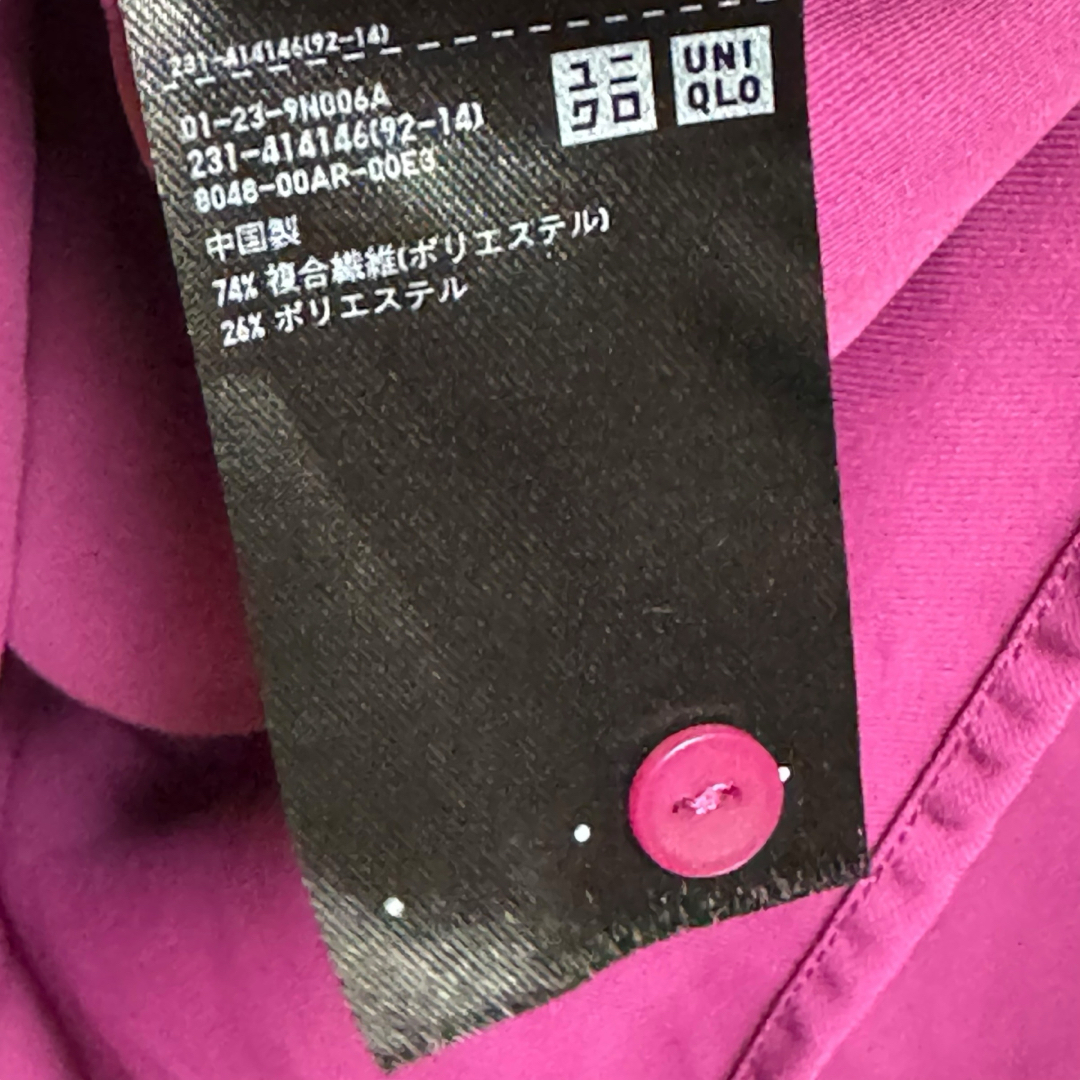 231-414146(92-14)
ユニ
クロ
UNI
QLO
01-23-9N006A
231-414146(92-14)
8048-00AR-00E3
中国製
74% 複合繊維(ポリエステル)
26% ポリエステル